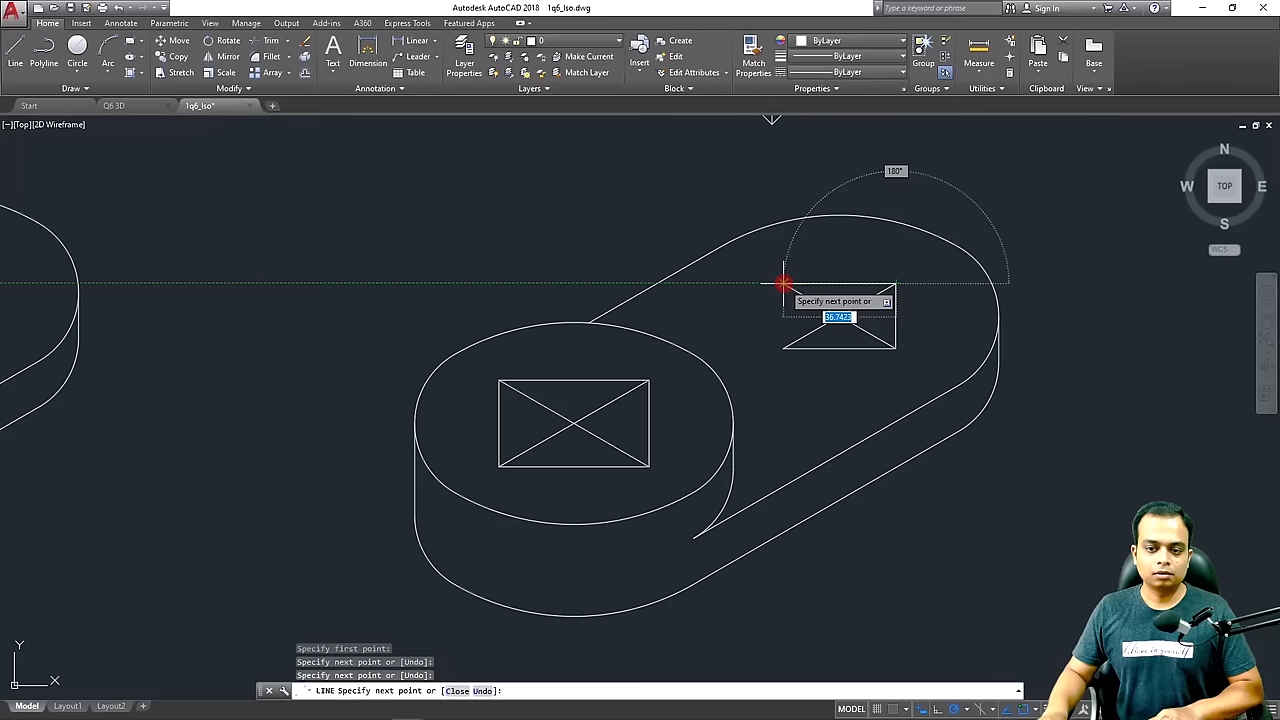 Autodesk AutoCAD 2018 1q6_Iso.dwg
Type a keyword or phrase
Sign In
Home Insert Annotate Parametric View Manage Output Add-ins A360 Express Tools Featured Apps
Line
Polyline
Circle
Arc
Move Rotate Trim
Copy Mirror Fillet
Stretch Scale Array
Text
Dimension
Linear
Leader
Table
Layer
Properties
0
Make Current
Match Layer
Insert
Create
Edit
Edit Attributes
Match
Properties
ByLayer
ByLayer
ByLayer
Group
Measure
Paste
Base
Draw Modify Annotation Layers Block Properties Groups Utilities Clipboard View
Start Q6 3D 1q6_Iso*
[−][Top][2D Wireframe]
N
W TOP E
S
WCS
180°
Specify next point or
36.7423
Y
X
Specify first point:
Specify next point or [Undo]:
Specify next point or [Undo]:
LINE Specify next point or [Close Undo]:
Model Layout1 Layout2
MODEL